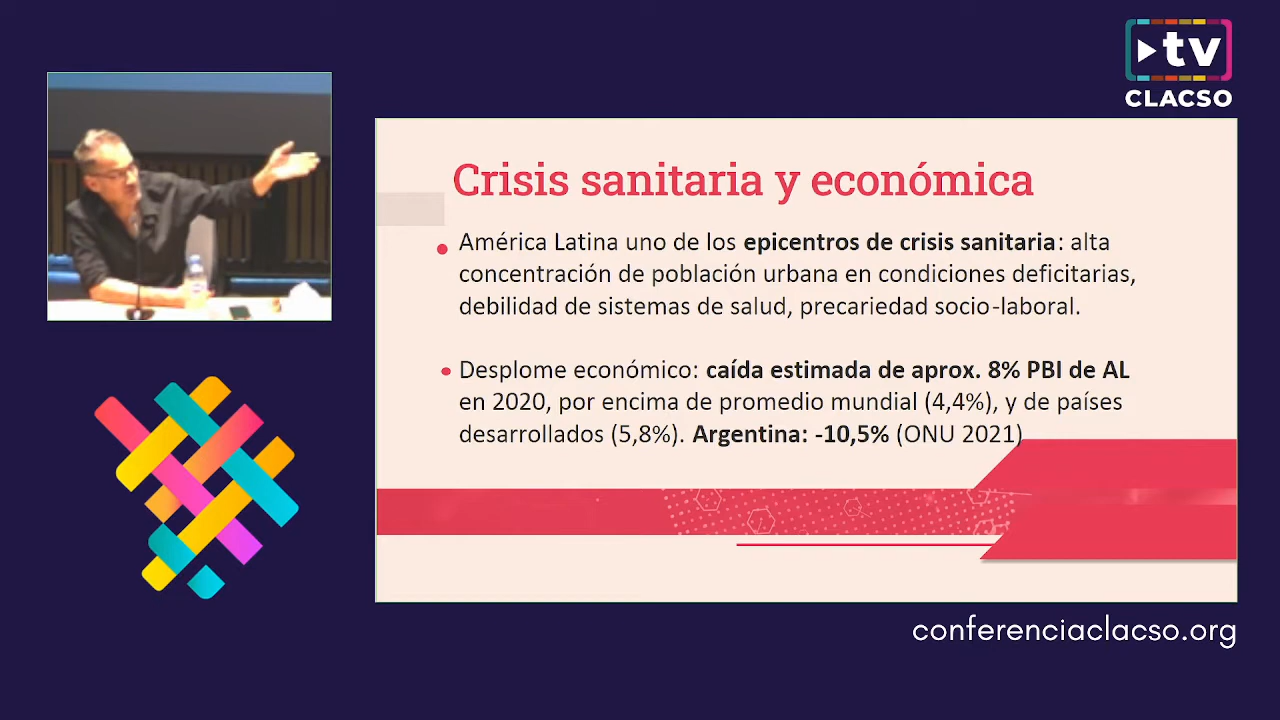 tv
CLACSO
Crisis sanitaria y económica
América Latina uno de los epicentros de crisis sanitaria: alta
concentración de población urbana en condiciones deficitarias,
debilidad de sistemas de salud, precariedad socio-laboral.
Desplome económico: caída estimada de aprox. 8% PBI de AL
en 2020, por encima de promedio mundial (4,4%), y de países
desarrollados (5,8%). Argentina: -10,5% (ONU 2021)
conferenciaclacso.org